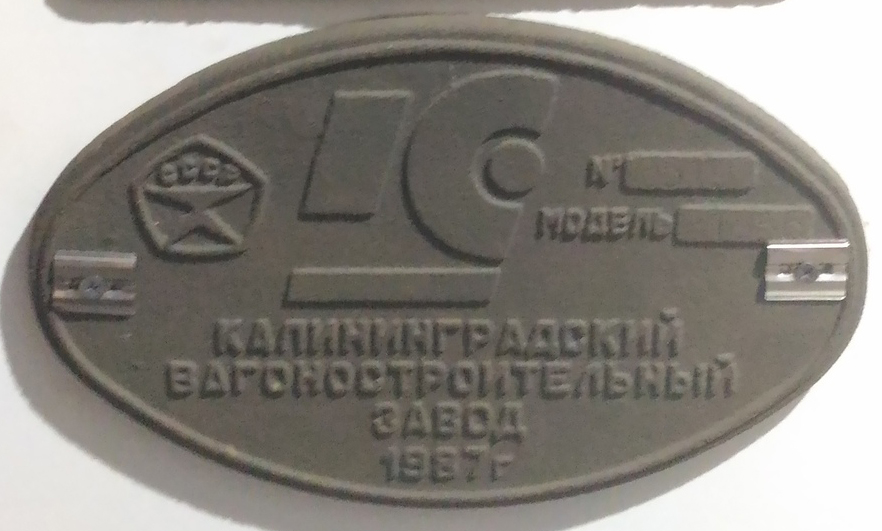 СССР
№
МОДЕЛЬ
КАЛИНИНГРАДСКИЙ
ВАГОНОСТРОИТЕЛЬНЫЙ
ЗАВОД
1987г